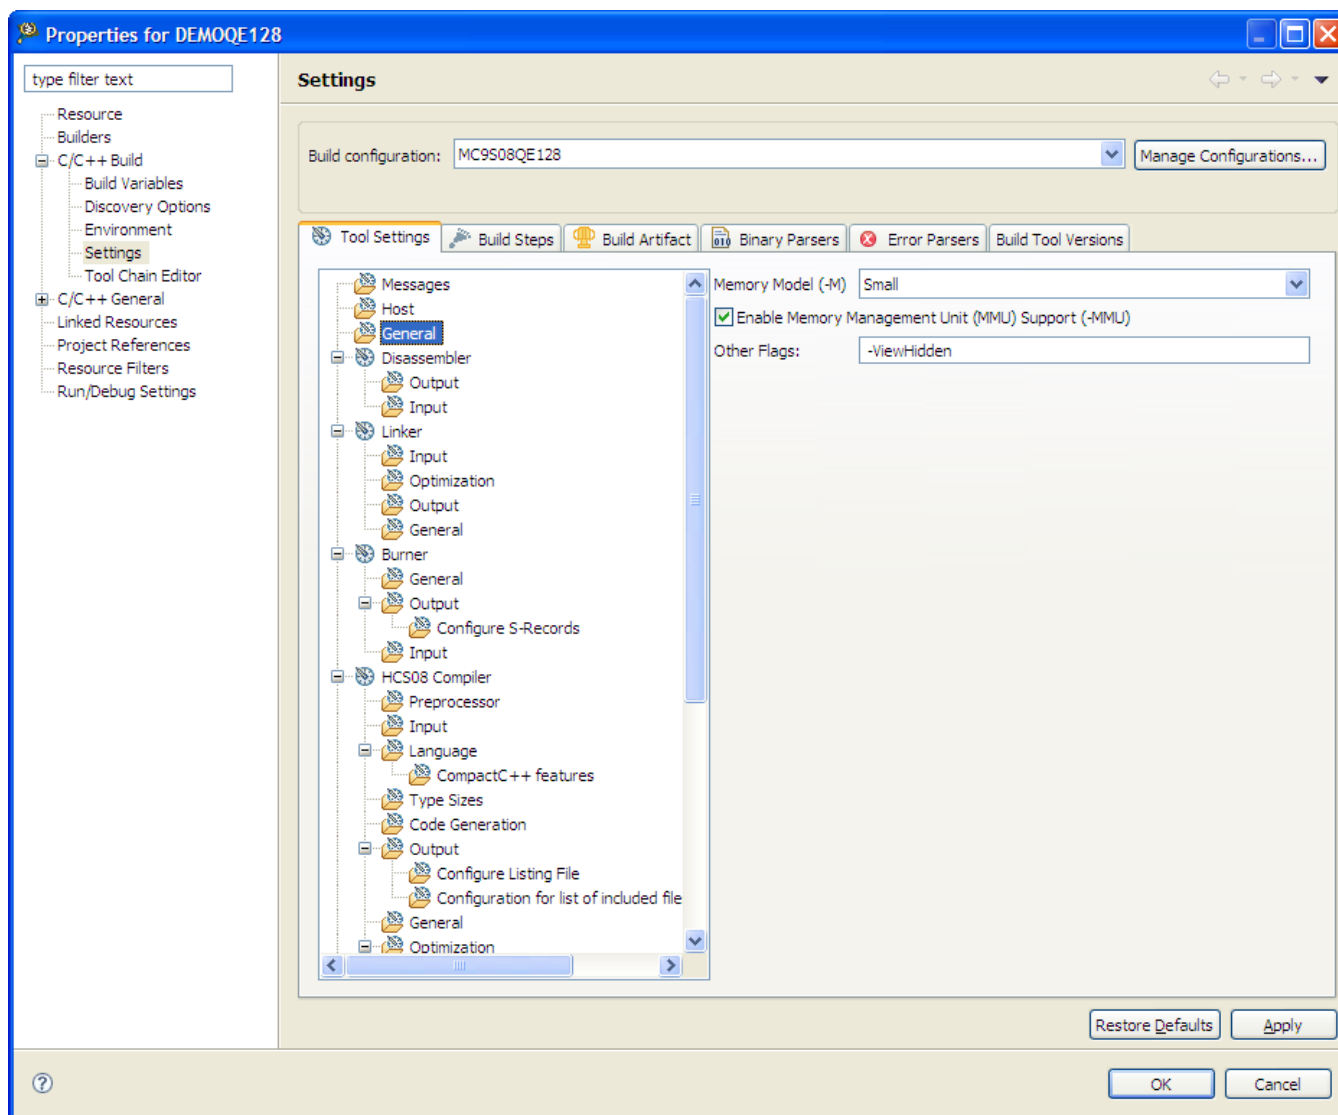 Properties for DEMOQE128
type filter text
Resource
Builders
C/C++ Build
Build Variables
Discovery Options
Environment
Settings
Tool Chain Editor
C/C++ General
Linked Resources
Project References
Resource Filters
Run/Debug Settings
Settings
Build configuration:
MC9S08QE128
Manage Configurations...
Tool Settings
Build Steps
Build Artifact
Binary Parsers
Error Parsers
Build Tool Versions
Messages
Host
General
Disassembler
Output
Input
Linker
Input
Optimization
Output
General
Burner
General
Output
Configure S-Records
Input
HCS08 Compiler
Preprocessor
Input
Language
CompactC++ features
Type Sizes
Code Generation
Output
Configure Listing File
Configuration for list of included file
General
Optimization
Memory Model (-M)
Small
Enable Memory Management Unit (MMU) Support (-MMU)
Other Flags:
-ViewHidden
Restore Defaults
Apply
OK
Cancel